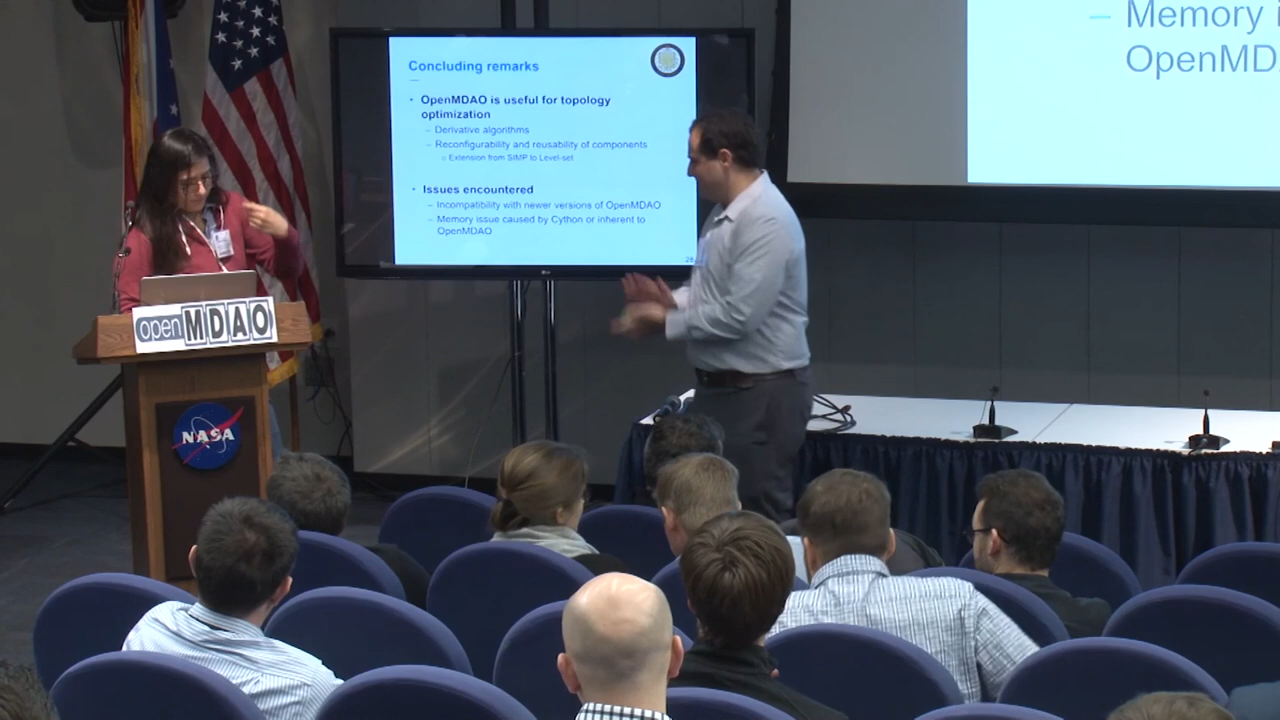 Concluding remarks
• OpenMDAO is useful for topology
optimization
– Derivative algorithms
– Reconfigurability and reusability of components
o Extension from SIMP to Level-set
• Issues encountered
– Incompatibility with newer versions of OpenMDAO
– Memory issue caused by Cython or inherent to
OpenMDAO
28
– Memory i
OpenMD
openMDAO
NASA
LG